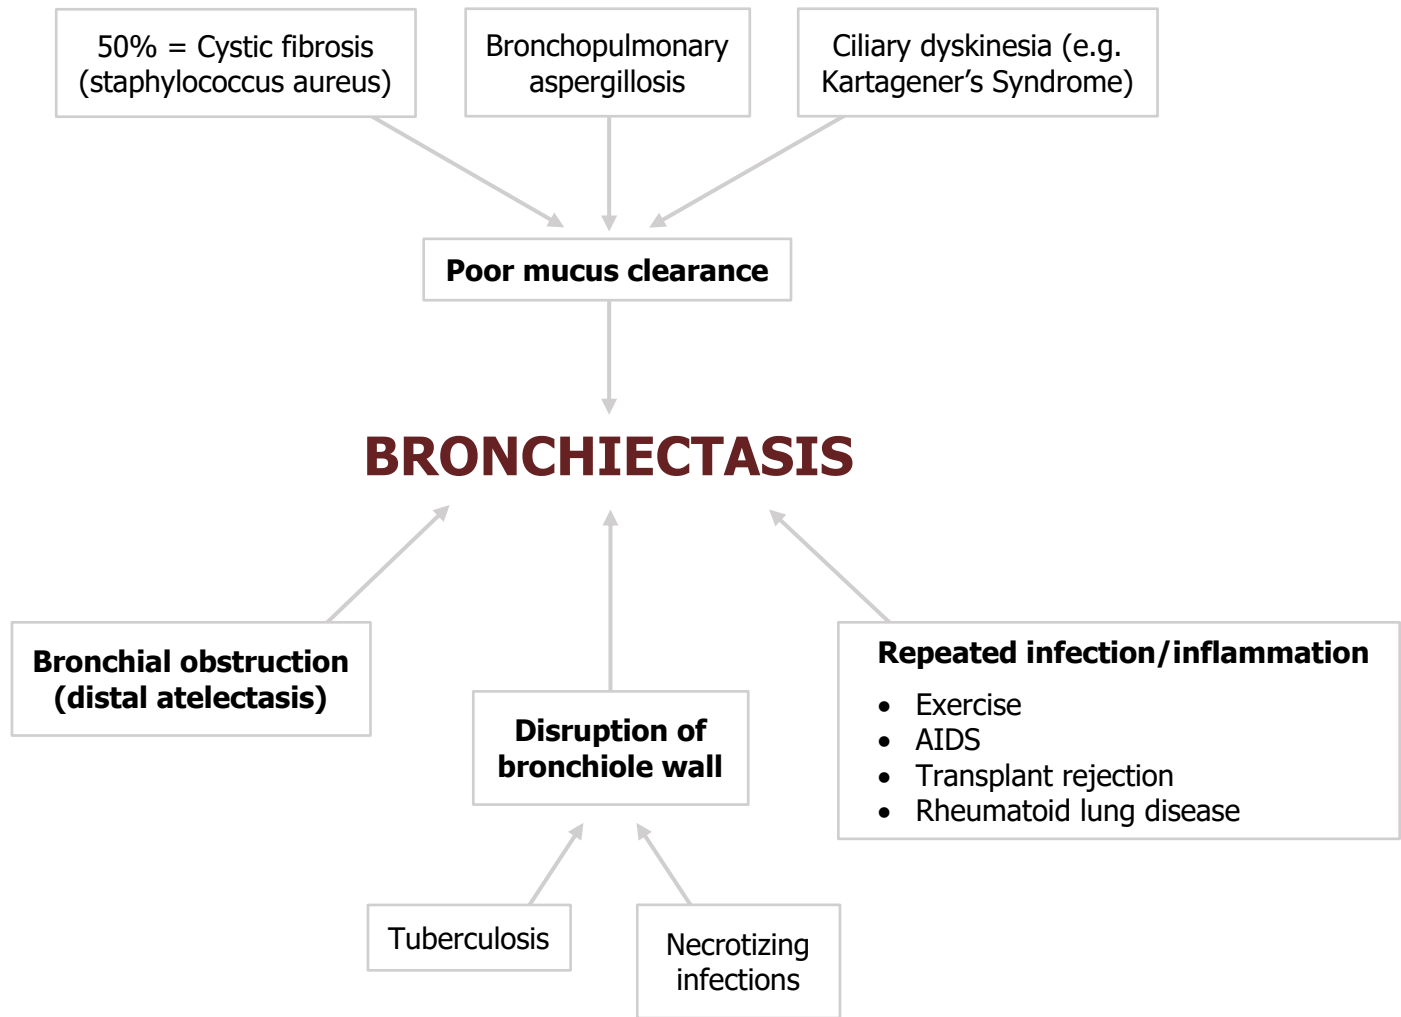 50% = Cystic fibrosis
(staphylococcus aureus)
Bronchopulmonary
aspergillosis
Ciliary dyskinesia (e.g.
Kartagener's Syndrome)
Poor mucus clearance
BRONCHIECTASIS
Bronchial obstruction
(distal atelectasis)
Disruption of
bronchiole wall
Repeated infection/inflammation
• Exercise
• AIDS
• Transplant rejection
• Rheumatoid lung disease
Tuberculosis
Necrotizing
infections